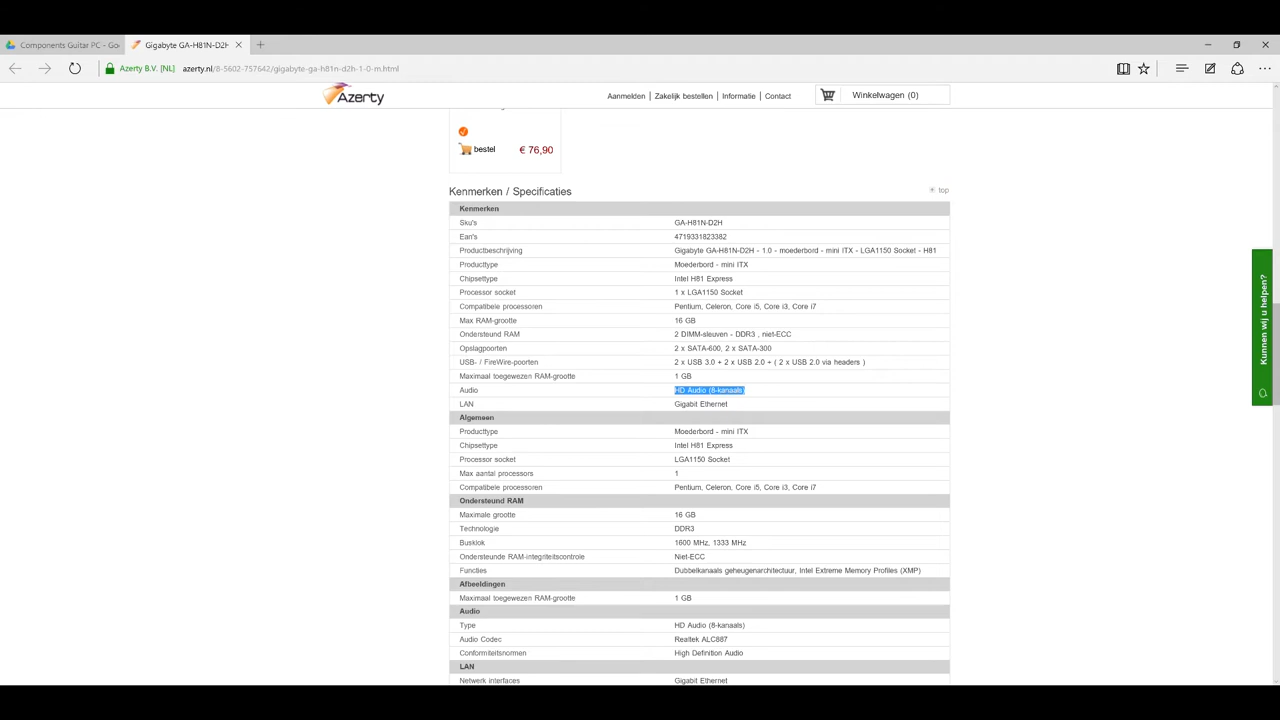 Components Guitar PC - Goo
Gigabyte GA-H81N-D2H
Azerty B.V. [NL] azerty.nl/8-5602-757642/gigabyte-ga-h81n-d2h-1-0-m.html
Azerty
Aanmelden | Zakelijk bestellen | Informatie | Contact
Winkelwagen (0)
bestel € 76,90
Kenmerken / Specificaties
top
Kenmerken
Sku's GA-H81N-D2H
Ean's 4719331823382
Productbeschrijving Gigabyte GA-H81N-D2H - 1.0 - moederbord - mini ITX - LGA1150 Socket - H81
Producttype Moederbord - mini ITX
Chipsettype Intel H81 Express
Processor socket 1 x LGA1150 Socket
Compatibele processoren Pentium, Celeron, Core i5, Core i3, Core i7
Max RAM-grootte 16 GB
Ondersteund RAM 2 DIMM-sleuven - DDR3 , niet-ECC
Opslagpoorten 2 x SATA-600, 2 x SATA-300
USB- / FireWire-poorten 2 x USB 3.0 + 2 x USB 2.0 + ( 2 x USB 2.0 via headers )
Maximaal toegewezen RAM-grootte 1 GB
Audio HD Audio (8-kanaals)
LAN Gigabit Ethernet
Algemeen
Producttype Moederbord - mini ITX
Chipsettype Intel H81 Express
Processor socket LGA1150 Socket
Max aantal processors 1
Compatibele processoren Pentium, Celeron, Core i5, Core i3, Core i7
Ondersteund RAM
Maximale grootte 16 GB
Technologie DDR3
Busklok 1600 MHz, 1333 MHz
Ondersteunde RAM-integriteitscontrole Niet-ECC
Functies Dubbelkanaals geheugenarchitectuur, Intel Extreme Memory Profiles (XMP)
Afbeeldingen
Maximaal toegewezen RAM-grootte 1 GB
Audio
Type HD Audio (8-kanaals)
Audio Codec Realtek ALC887
Conformiteitsnormen High Definition Audio
LAN
Netwerk interfaces Gigabit Ethernet
Kunnen wij u helpen?